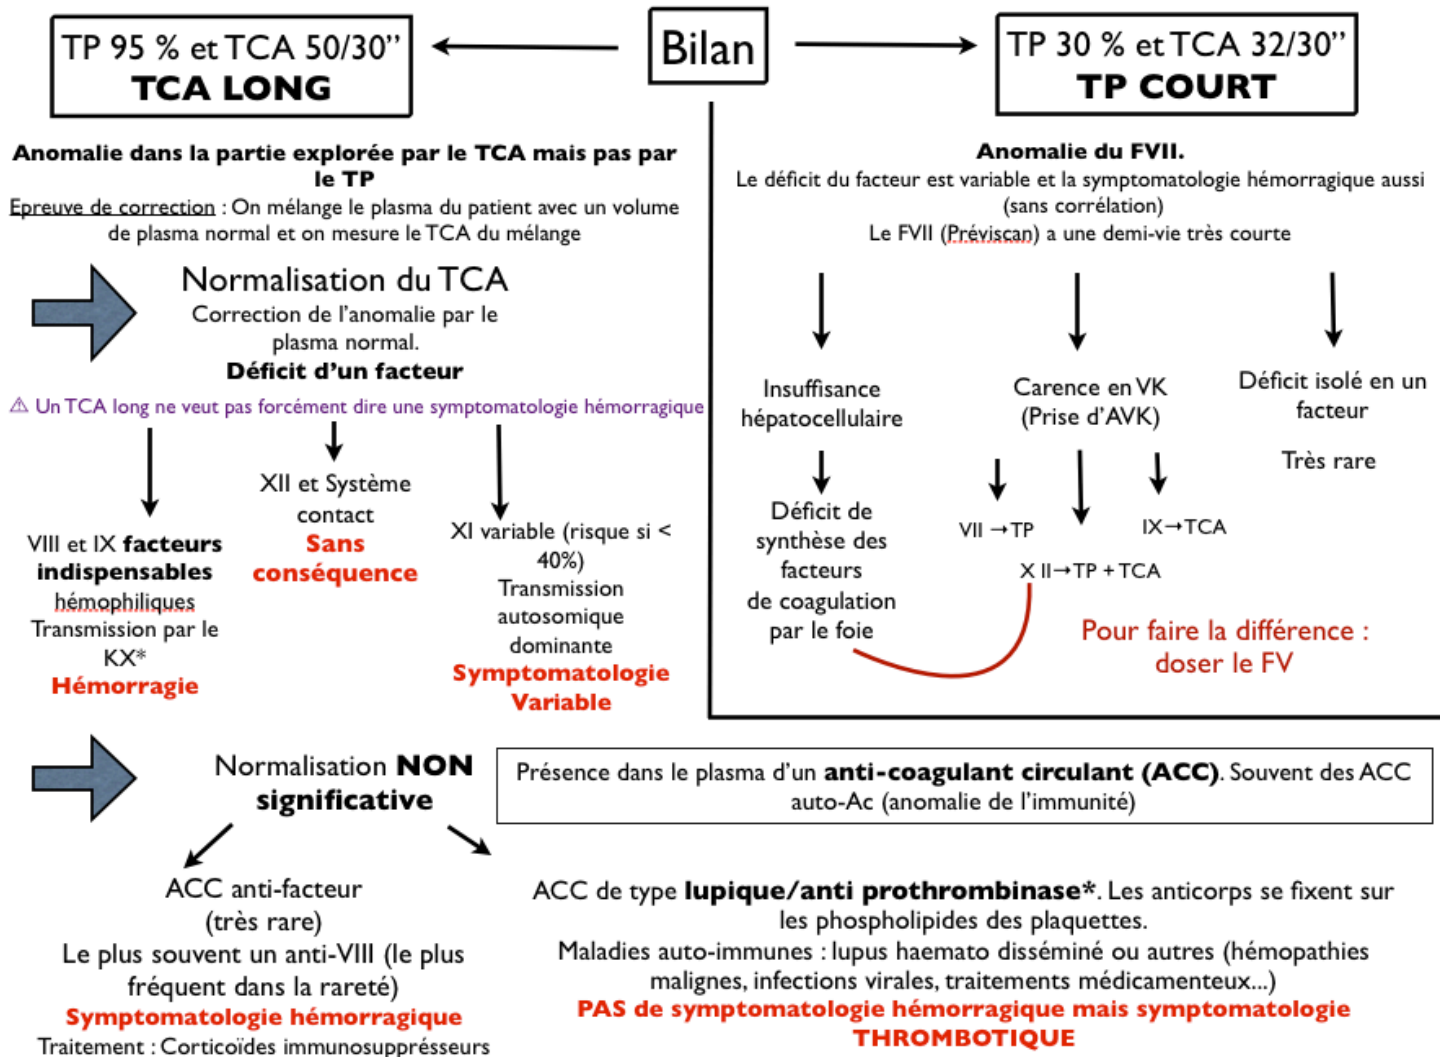 Bilan
TP 95 % et TCA 50/30”
TCA LONG
Anomalie dans la partie explorée par le TCA mais pas par
le TP
Epreuve de correction : On mélange le plasma du patient avec un volume
de plasma normal et on mesure le TCA du mélange
Normalisation du TCA
Correction de l’anomalie par le
plasma normal.
Déficit d’un facteur
⚠ Un TCA long ne veut pas forcément dire une symptomatologie hémorragique
VIII et IX facteurs
indispensables
hémophiliques
Transmission par le
KX*
Hémorragie
XII et Système
contact
Sans
conséquence
XI variable (risque si <
40%)
Transmission
autosomique
dominante
Symptomatologie
Variable
TP 30 % et TCA 32/30”
TP COURT
Anomalie du FVII.
Le déficit du facteur est variable et la symptomatologie hémorragique aussi
(sans corrélation)
Le FVII (Préviscan) a une demi-vie très courte
Insuffisance
hépatocellulaire
Déficit de
synthèse des
facteurs
de coagulation
par le foie
Carence en VK
(Prise d’AVK)
VII →TP
IX→TCA
X II→TP + TCA
Déficit isolé en un
facteur
Très rare
Pour faire la différence :
doser le FV
Normalisation NON
significative
Présence dans le plasma d’un anti-coagulant circulant (ACC). Souvent des ACC
auto-Ac (anomalie de l’immunité)
ACC anti-facteur
(très rare)
Le plus souvent un anti-VIII (le plus
fréquent dans la rareté)
Symptomatologie hémorragique
Traitement : Corticoïdes immunosupprésseurs
ACC de type lupique/anti prothrombinase*. Les anticorps se fixent sur
les phospholipides des plaquettes.
Maladies auto-immunes : lupus haemato disséminé ou autres (hémopathies
malignes, infections virales, traitements médicamenteux...)
PAS de symptomatologie hémorragique mais symptomatologie
THROMBOTIQUE